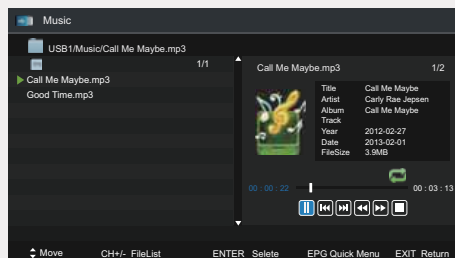 Music
USB1/Music/Call Me Maybe.mp3
1/1
Call Me Maybe.mp3
Good Time.mp3
Call Me Maybe.mp3 1/2
Title Call Me Maybe
Artist Carly Rae Jepsen
Album Call Me Maybe
Track
Year 2012-02-27
Date 2013-02-01
FileSize 3.9MB
00 : 00 : 22 00 : 03 : 13
Move CH+/- FileList ENTER Selete EPG Quick Menu EXIT Return